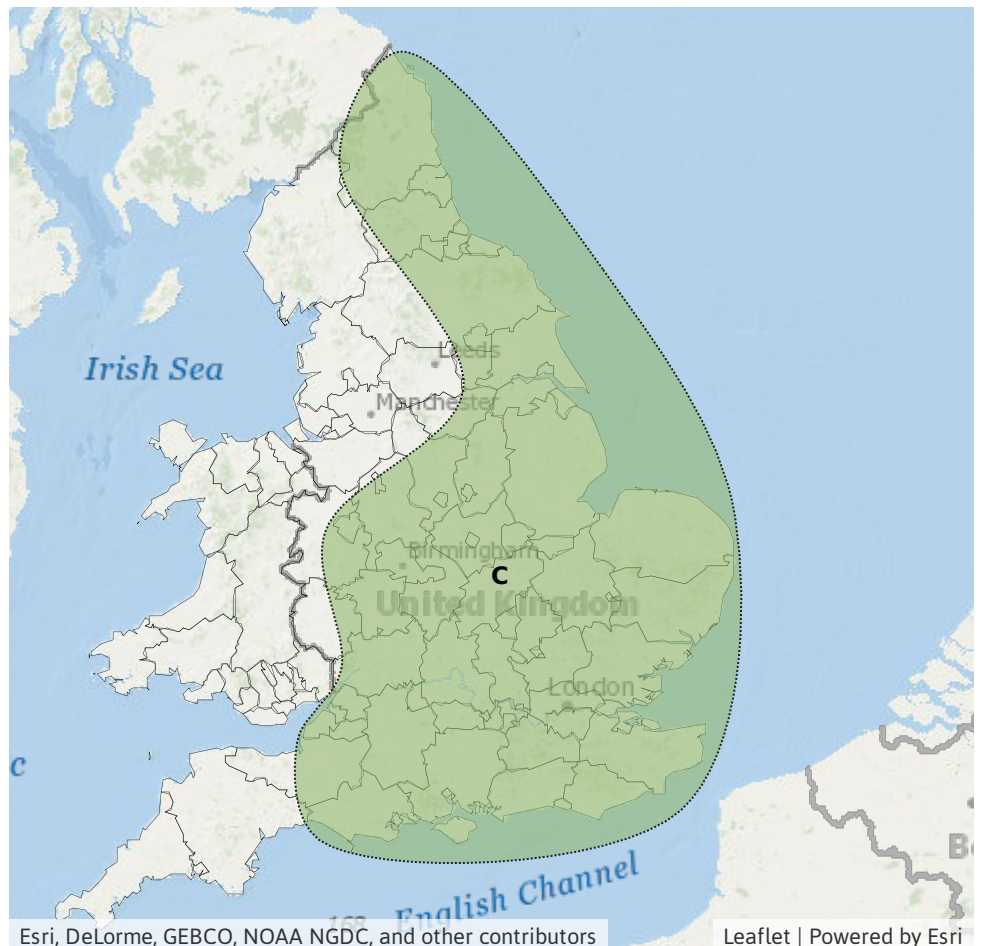 Leeds
Irish Sea
Manchester
Birmingham
C
United Kingdom
London
c
B
English Channel
168
Esri, DeLorme, GEBCO, NOAA NGDC, and other contributors
Leaflet | Powered by Esri